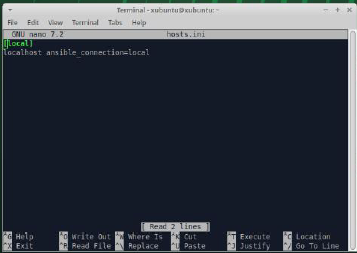 Terminal - xubuntu@xubuntu: ~
File Edit View Terminal Tabs Help
GNU nano 7.2 hosts.ini
[local]
localhost ansible_connection=local
[ Read 2 lines ]
^G Help ^O Write Out ^W Where Is ^K Cut ^T Execute ^C Location
^X Exit ^R Read File ^\ Replace ^U Paste ^J Justify ^/ Go To Line